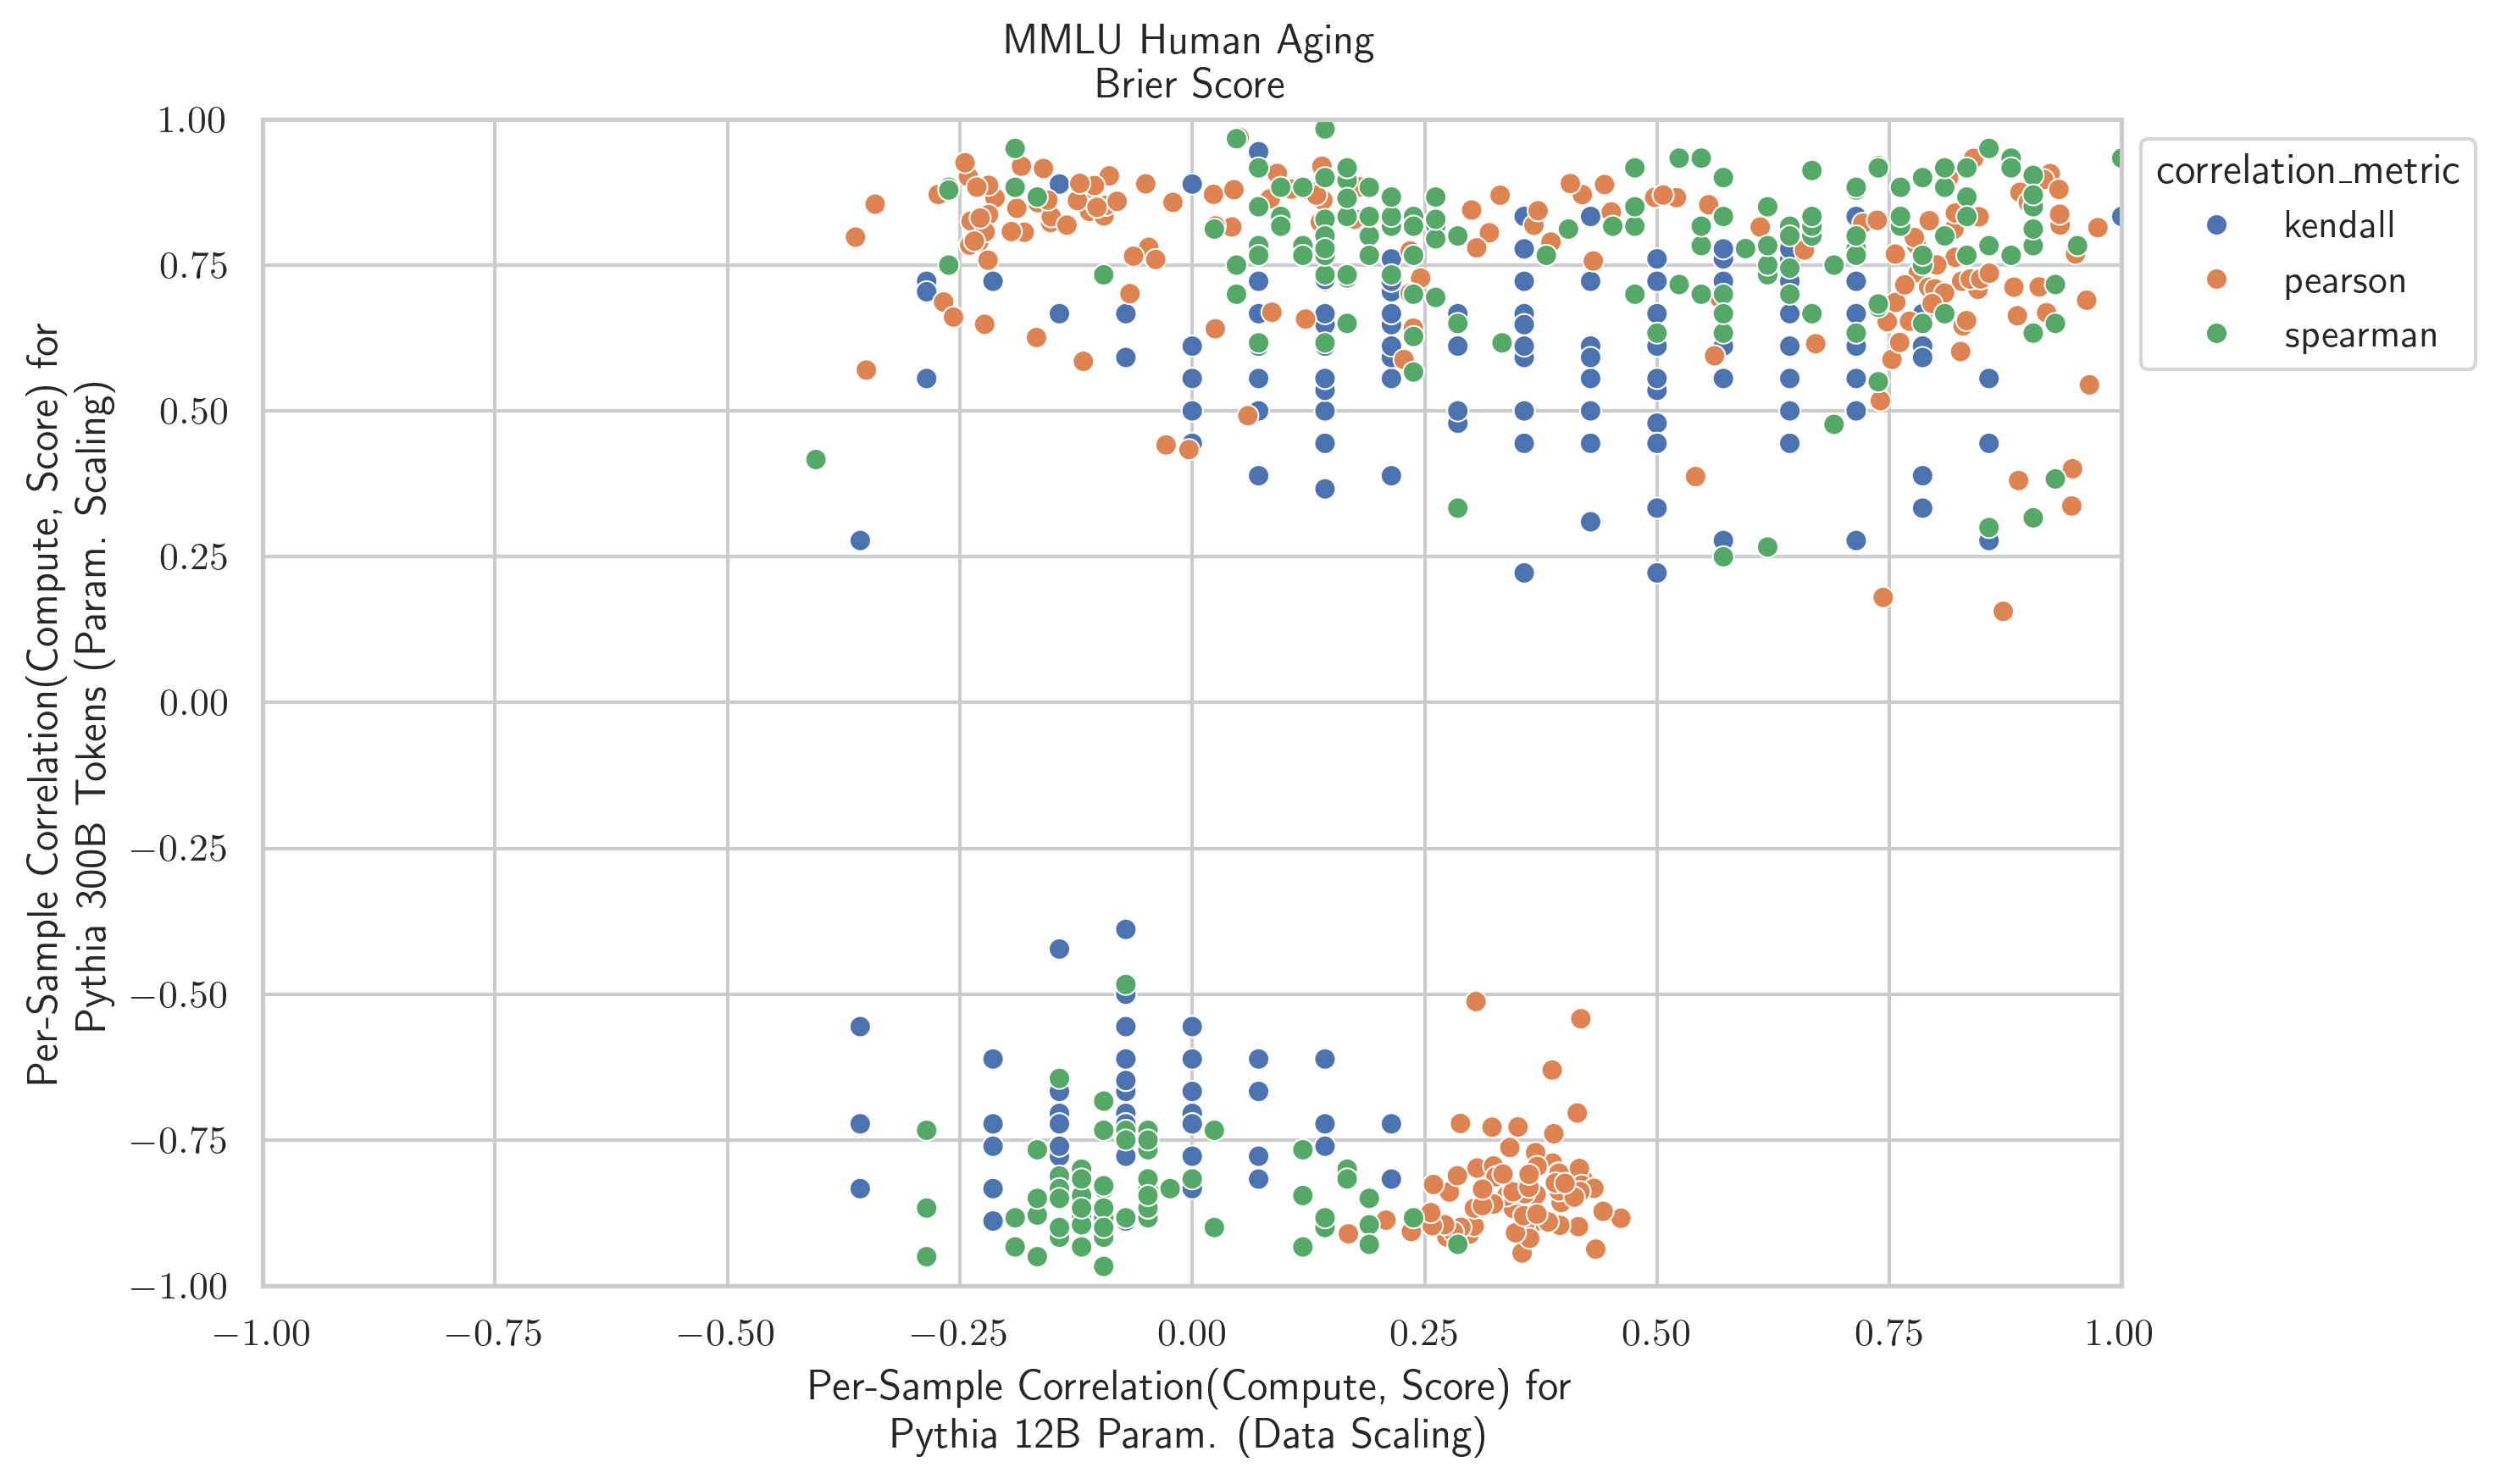 MMLU Human Aging
Brier Score
1.00
0.75
0.50
0.25
0.00
−0.25
−0.50
−0.75
−1.00
Per-Sample Correlation(Compute, Score) for
Pythia 300B Tokens (Param. Scaling)
correlation_metric
kendall
pearson
spearman
−1.00 −0.75 −0.50 −0.25 0.00 0.25 0.50 0.75 1.00
Per-Sample Correlation(Compute, Score) for
Pythia 12B Param. (Data Scaling)